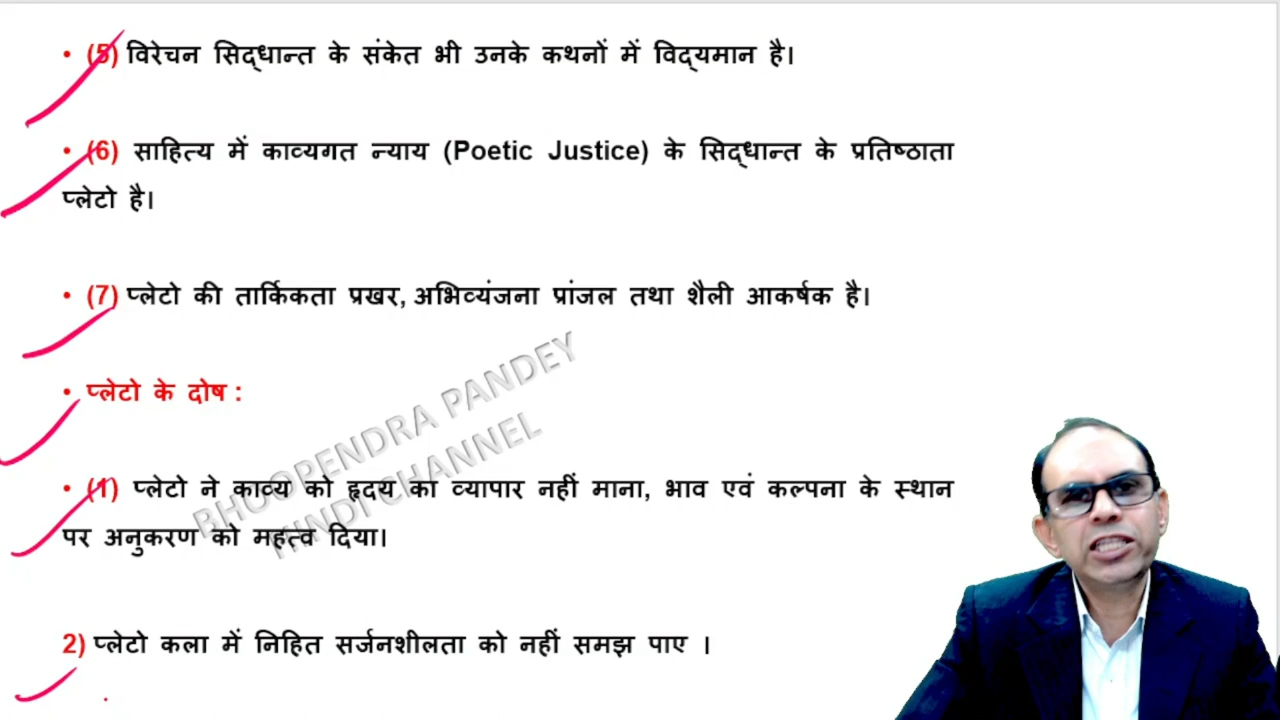 • (5) विरेचन सिद्धान्त के संकेत भी उनके कथनों में विद्यमान है।
• (6) साहित्य में काव्यगत न्याय (Poetic Justice) के सिद्धान्त के प्रतिष्ठाता
प्लेटो है।
• (7) प्लेटो की तार्किकता प्रखर, अभिव्यंजना प्रांजल तथा शैली आकर्षक है।
• प्लेटो के दोष :
• (1) प्लेटो ने काव्य को हृदय का व्यापार नहीं माना, भाव एवं कल्पना के स्थान
पर अनुकरण को महत्व दिया।
2) प्लेटो कला में निहित सर्जनशीलता को नहीं समझ पाए ।
BHOOPENDRA PANDEY
HINDI CHANNEL